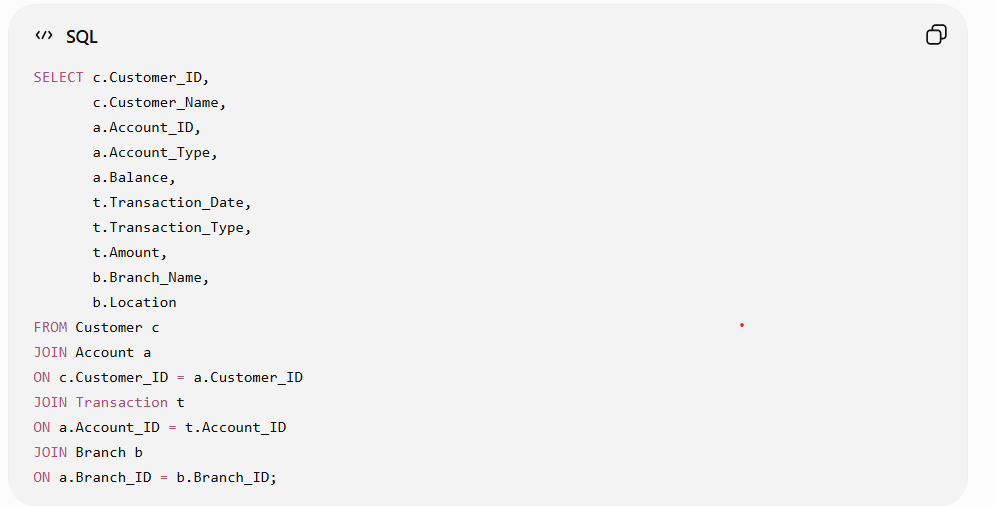 SQL
SELECT c.Customer_ID,
c.Customer_Name,
a.Account_ID,
a.Account_Type,
a.Balance,
t.Transaction_Date,
t.Transaction_Type,
t.Amount,
b.Branch_Name,
b.Location
FROM Customer c
JOIN Account a
ON c.Customer_ID = a.Customer_ID
JOIN Transaction t
ON a.Account_ID = t.Account_ID
JOIN Branch b
ON a.Branch_ID = b.Branch_ID;